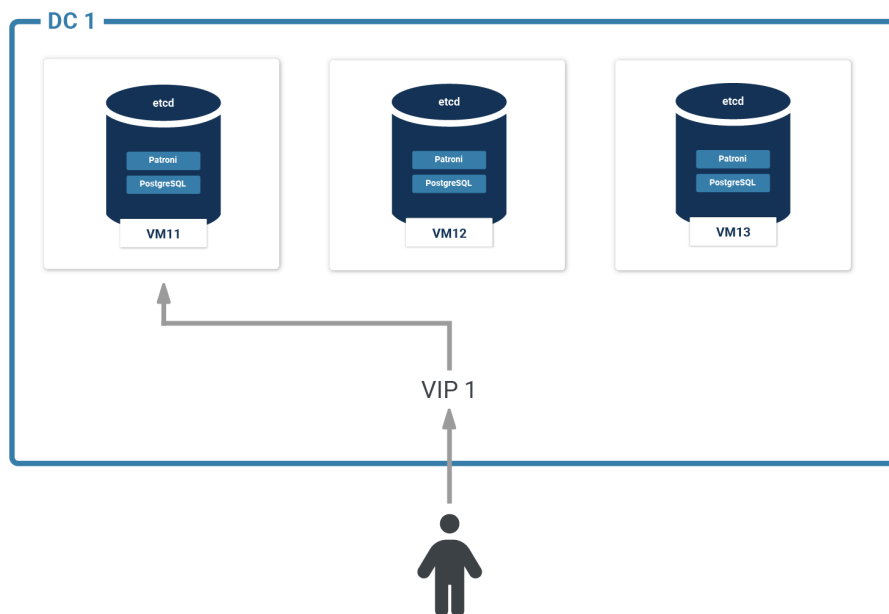 DC 1
etcd
Patroni
PostgreSQL
VM11
etcd
Patroni
PostgreSQL
VM12
etcd
Patroni
PostgreSQL
VM13
VIP 1